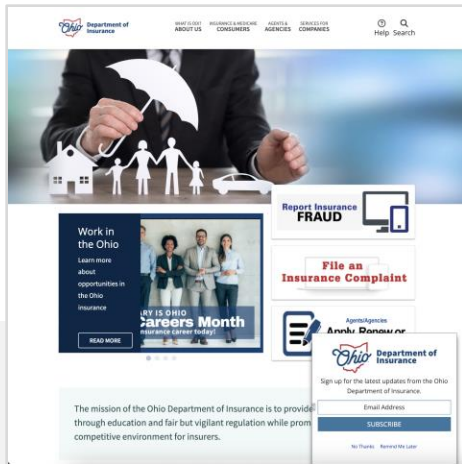 Ohio
Department of
Insurance
WHAT IS ODI?
ABOUT US
INSURANCE & MEDICARE
CONSUMERS
AGENTS &
AGENCIES
SERVICES FOR
COMPANIES
Help
Search
Work in
the Ohio
Learn more
about
opportunities in
the Ohio
insurance
READ MORE
ARY IS OHIO
Careers Month
nsurance career today!
Report Insurance
FRAUD
File an
Insurance Complaint
Agents/Agencies
Apply, Renew or
The mission of the Ohio Department of Insurance is to provide
through education and fair but vigilant regulation while prom
competitive environment for insurers.
Ohio
Department of
Insurance
Sign up for the latest updates from the Ohio
Department of Insurance.
Email Address
SUBSCRIBE
No Thanks
Remind Me Later